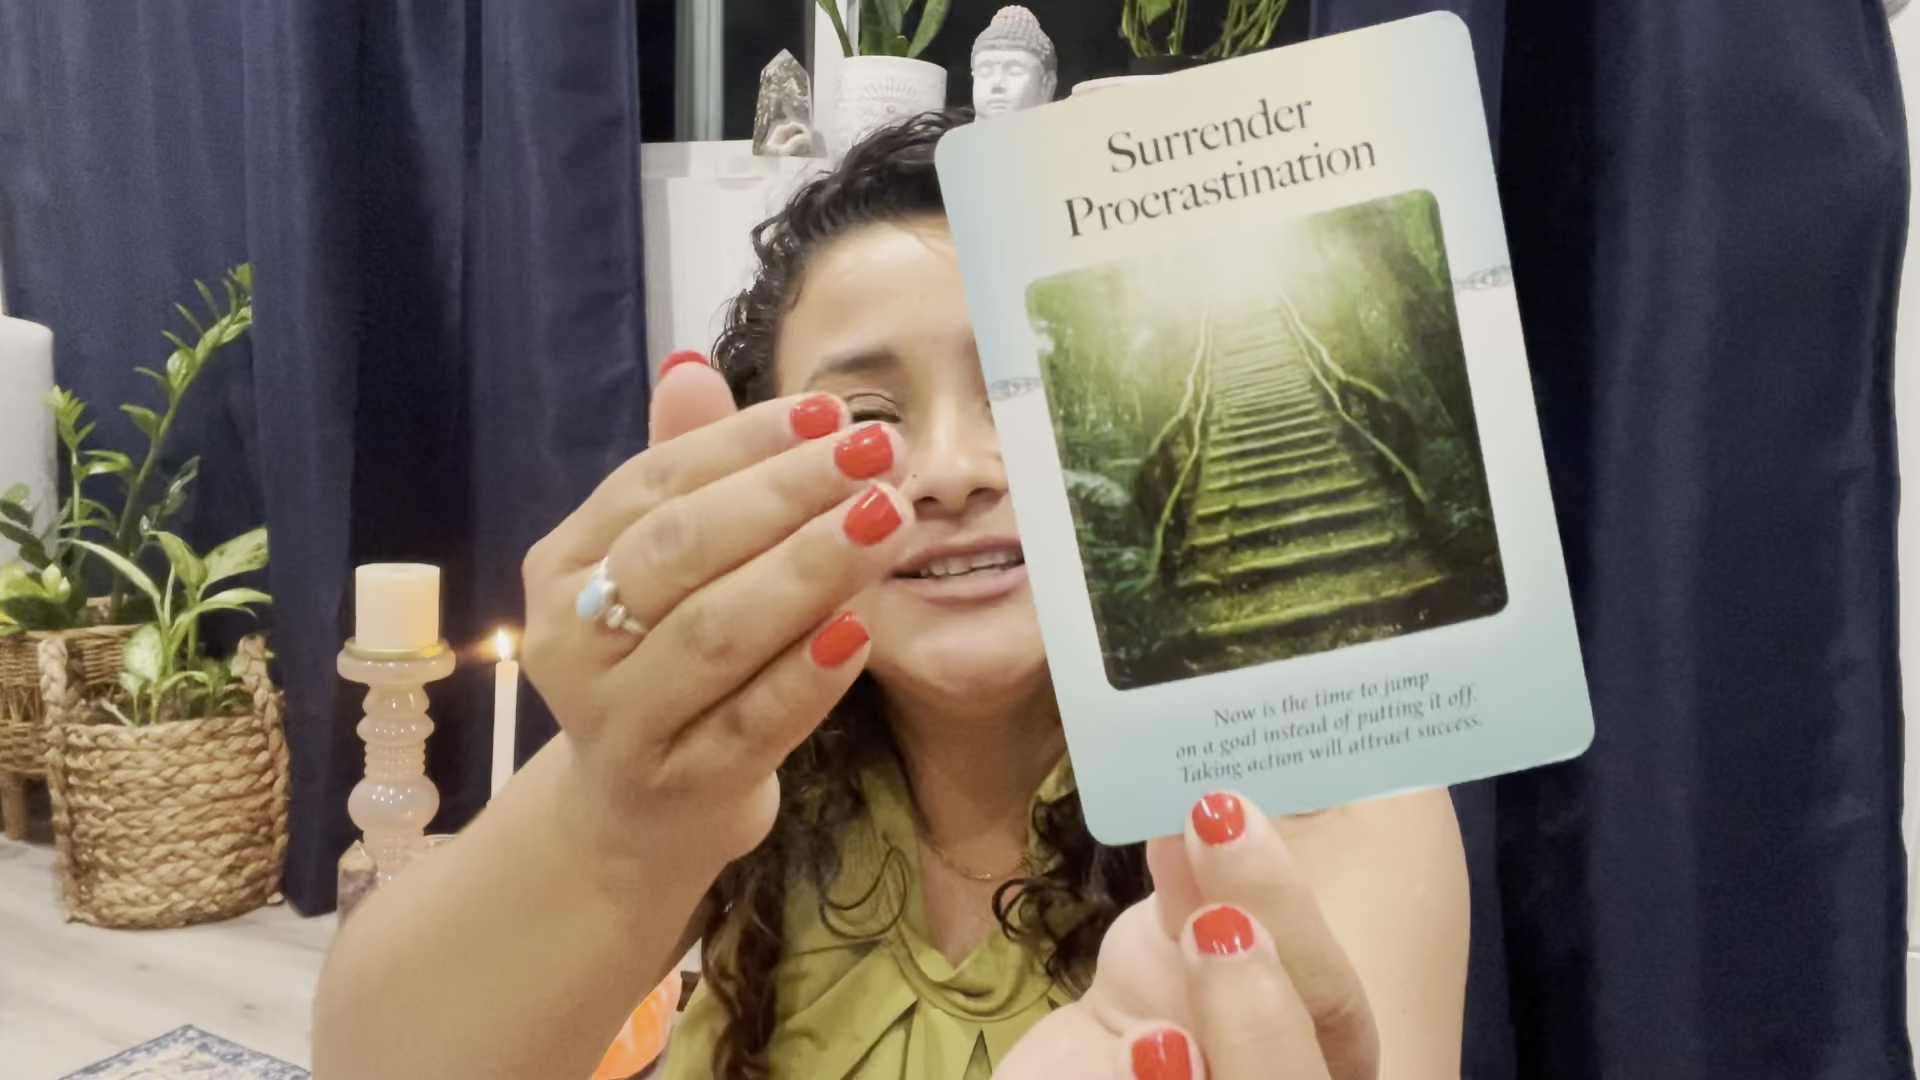 Surrender
Procrastination
Now is the time to jump
on a goal instead of putting it off.
Taking action will attract success.